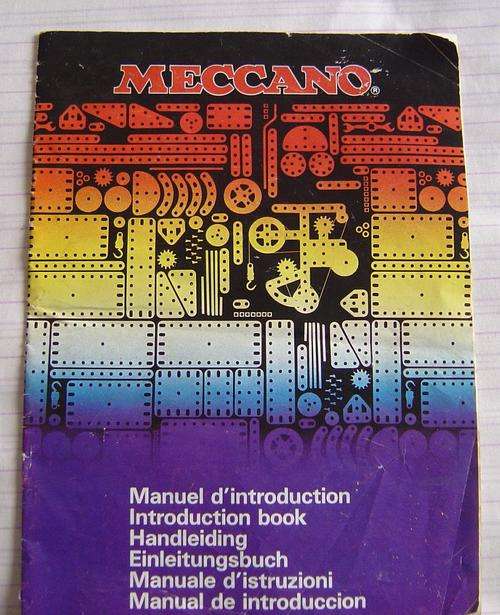 MECCANO®
Manuel d'introduction
Introduction book
Handleiding
Einleitungsbuch
Manuale d'istruzioni
Manual de introduccion